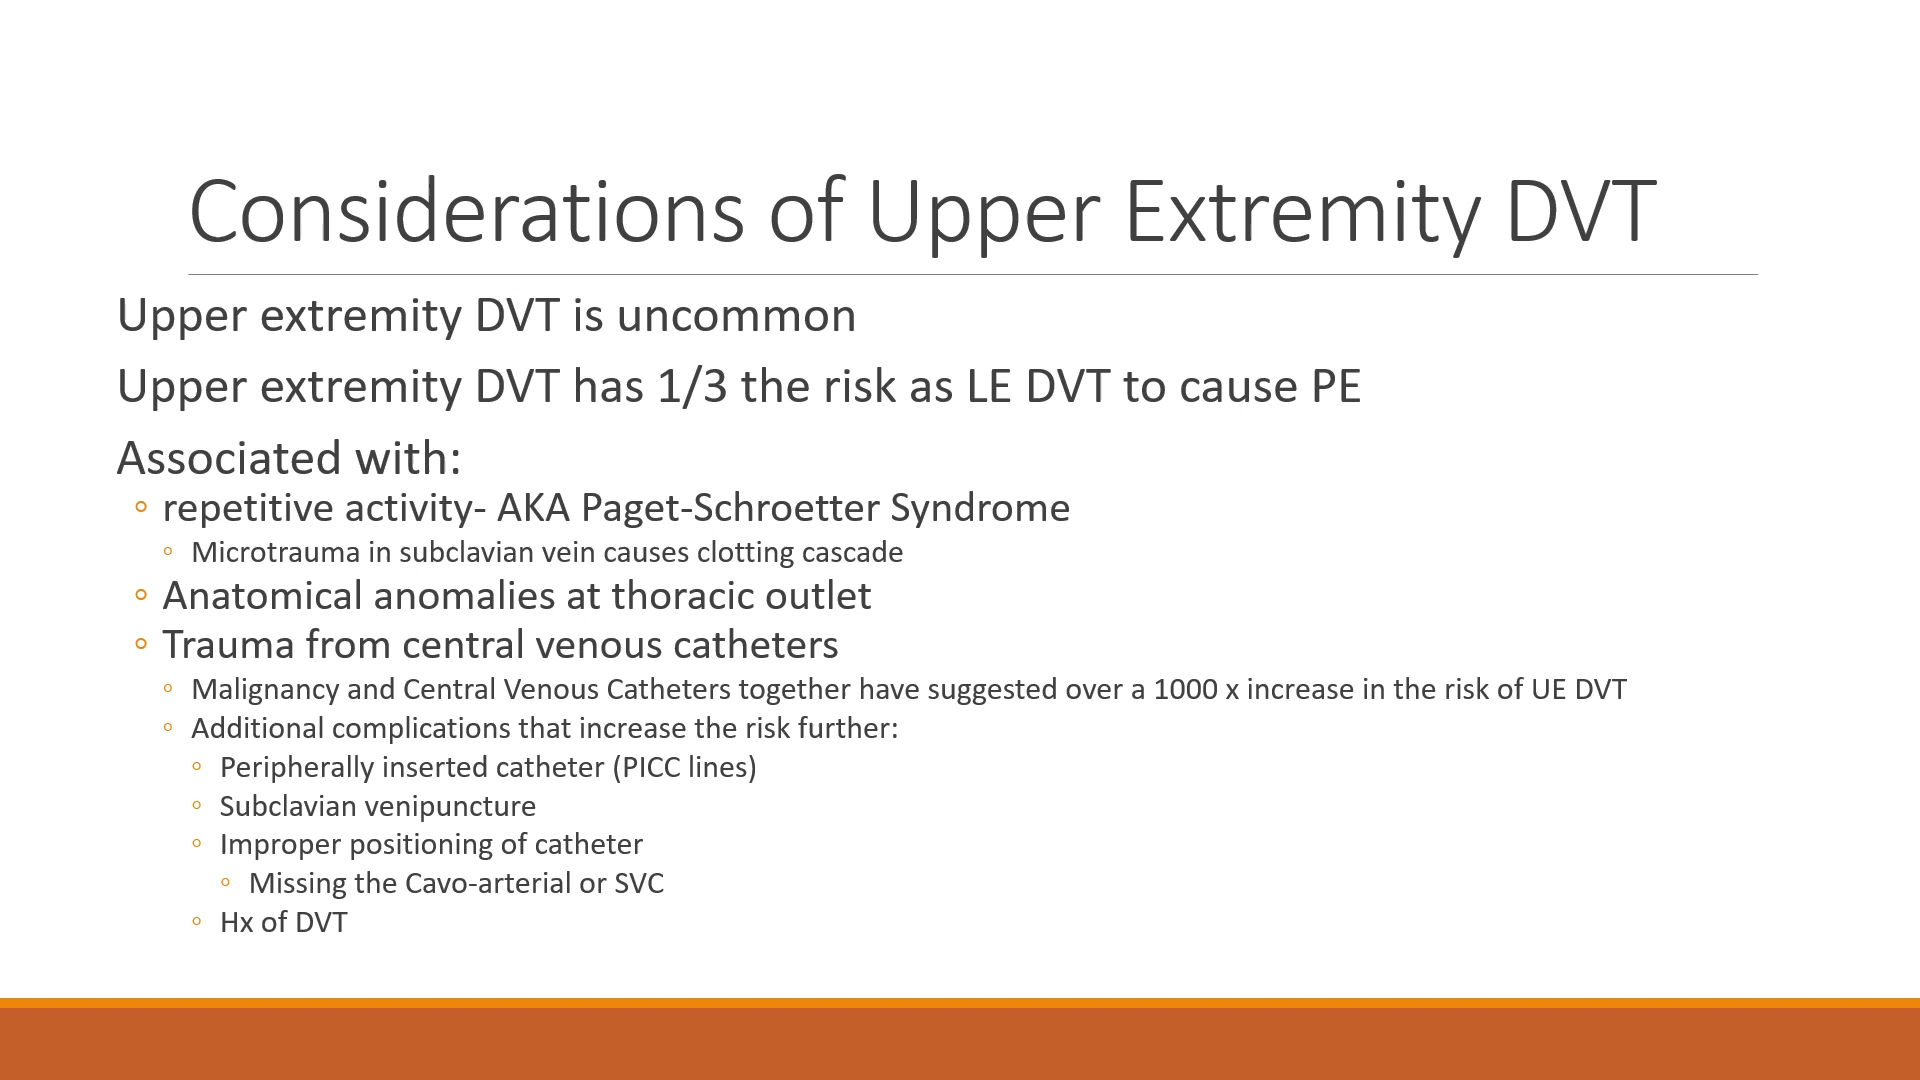 Considerations of Upper Extremity DVT
Upper extremity DVT is uncommon
Upper extremity DVT has 1/3 the risk as LE DVT to cause PE
Associated with:
◦ repetitive activity- AKA Paget-Schroetter Syndrome
◦ Microtrauma in subclavian vein causes clotting cascade
◦ Anatomical anomalies at thoracic outlet
◦ Trauma from central venous catheters
◦ Malignancy and Central Venous Catheters together have suggested over a 1000 x increase in the risk of UE DVT
◦ Additional complications that increase the risk further:
◦ Peripherally inserted catheter (PICC lines)
◦ Subclavian venipuncture
◦ Improper positioning of catheter
◦ Missing the Cavo-arterial or SVC
◦ Hx of DVT